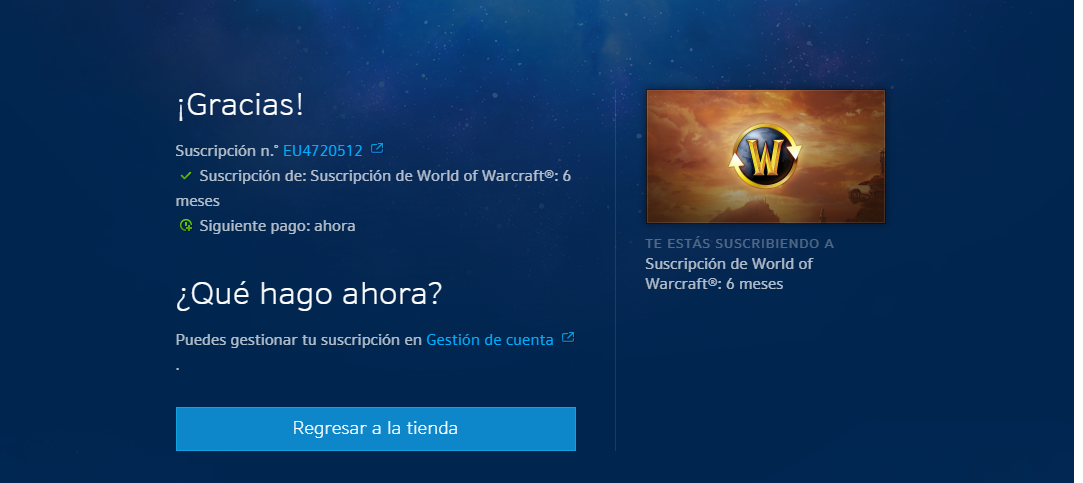 ¡Gracias!
Suscripción n.° EU4720512
Suscripción de: Suscripción de World of Warcraft®: 6
meses
Siguiente pago: ahora
¿Qué hago ahora?
Puedes gestionar tu suscripción en Gestión de cuenta
.
Regresar a la tienda
W
TE ESTÁS SUSCRIBIENDO A
Suscripción de World of
Warcraft®: 6 meses